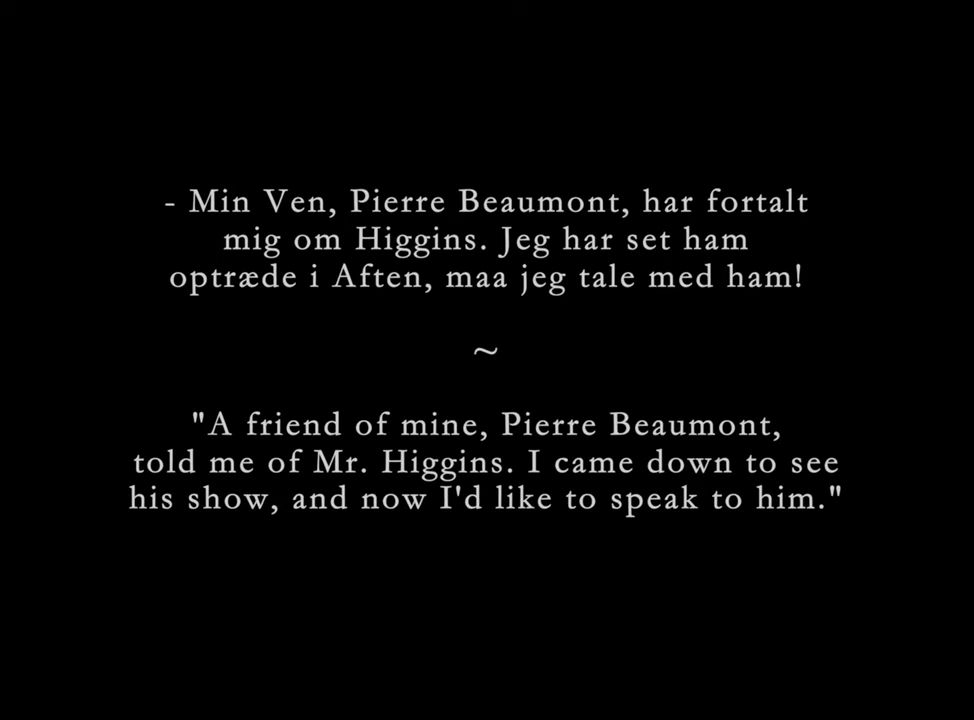 - Min Ven, Pierre Beaumont, har fortalt
mig om Higgins. Jeg har set ham
optræde i Aften, maa jeg tale med ham!
~
"A friend of mine, Pierre Beaumont,
told me of Mr. Higgins. I came down to see
his show, and now I'd like to speak to him."